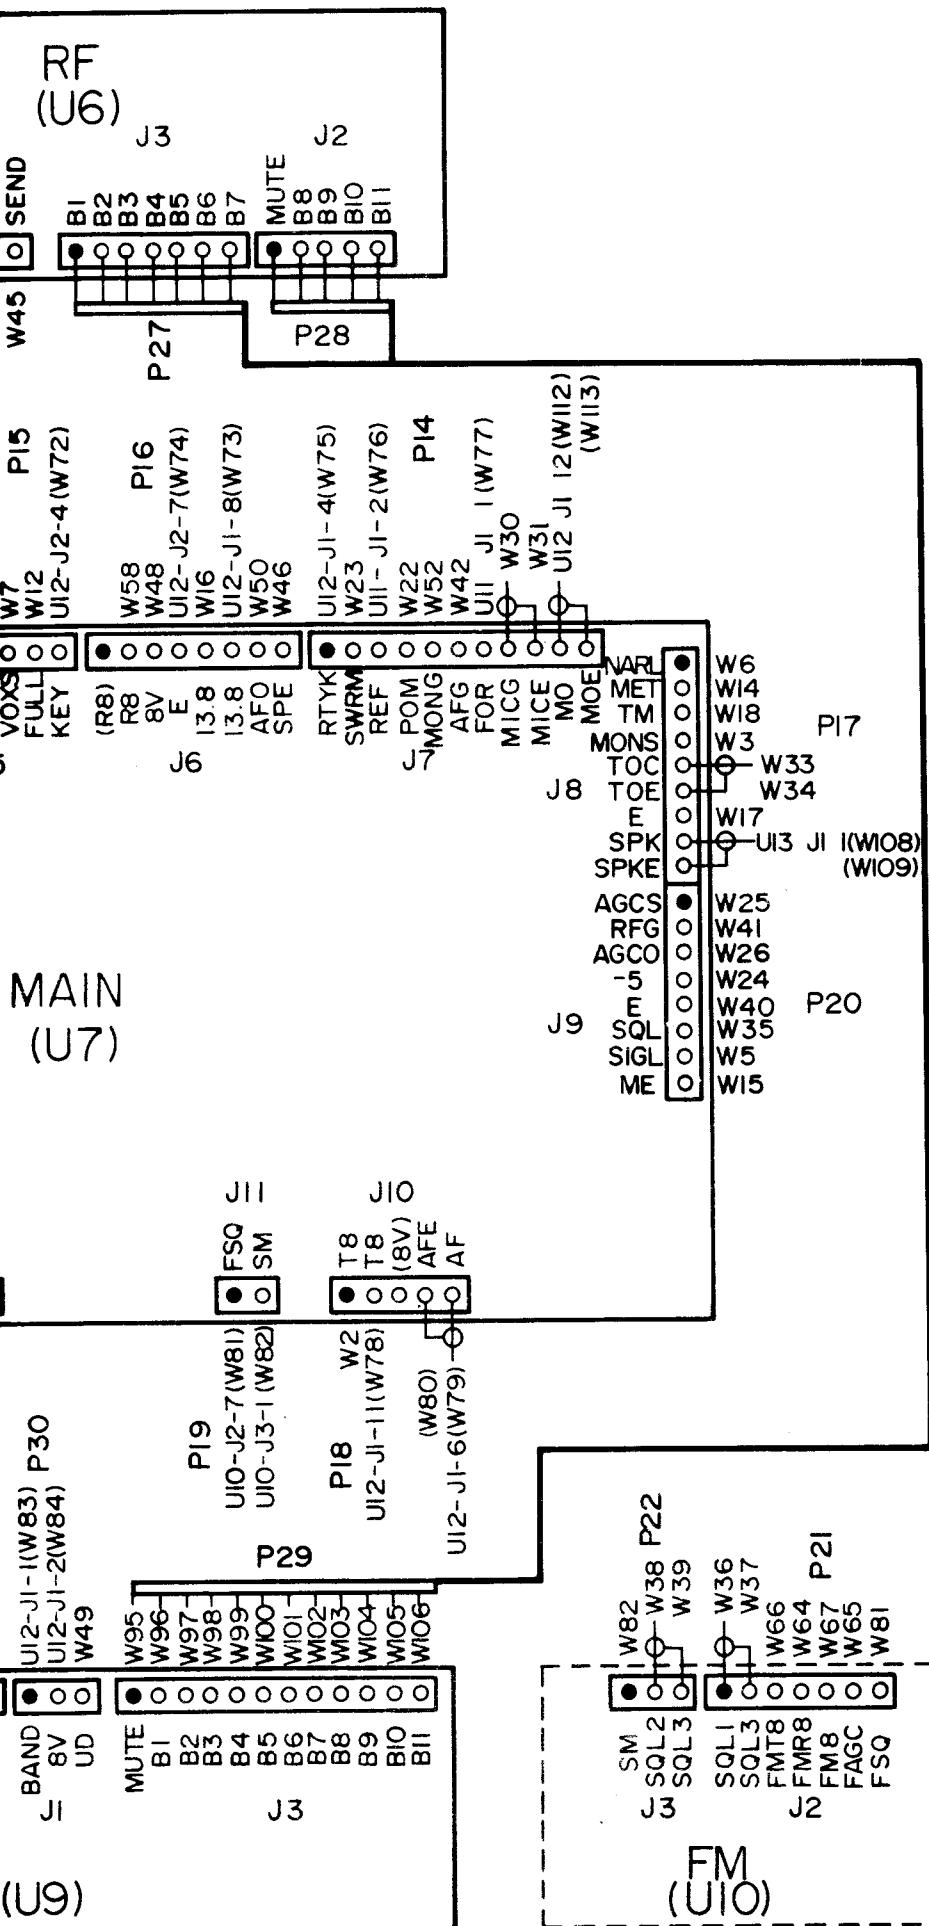 RF
(U6)
J3
J2
SEND
B1
B2
B3
B4
B5
B6
B7
MUTE
B8
B9
B10
B11
W45
P27
P28
P15
W7
W12
U12-J2-4(W72)
P16
W58
W48
U12-J2-7(W74)
W16
U12-J1-8(W73)
W50
W46
P14
U12-J1-4(W75)
W23
U11-J1-2(W76)
W22
W52
W42
U11 J1 1(W77)
W30
W31
U12 J1 12(W112)
(W113)
VOXS
FULL
KEY
(R8)
R8
8V
E
13.8
13.8
AFO
SPE
J6
RTYK
SWRM
REF
POM
MONG
AFG
FOR
MICG
MICE
MO
MOE
J7
NARL W6
MET W14
TM W18
P17
MONS W3
TOC W33
J8 TOE W34
E W17
SPK U13 J1 1(W108)
SPKE (W109)
AGCS W25
RFG W41
AGCO W26
-5 W24
E W40
P20
J9 SQL W35
SIGL W5
ME W15
MAIN
(U7)
J11
J10
FSQ
SM
T8
T8
(8V)
AFE
AF
P19
U10-J2-7(W81)
U10-J3-1(W82)
P18
W2
U12-J1-11(W78)
(W80)
U12-J1-6(W79)
P30
U12-J1-1(W83)
U12-J1-2(W84)
W49
P29
W95
W96
W97
W98
W99
W100
W101
W102
W103
W104
W105
W106
P22
W82
W38
W39
P21
W36
W37
W66
W64
W67
W65
W81
BAND
8V
UD
J1
MUTE
B1
B2
B3
B4
B5
B6
B7
B8
B9
B10
B11
J3
SM
SQL2
SQL3
J3
SQL1
SQL3
FMT8
FMR8
FM8
FAGC
FSQ
J2
(U9)
FM
(U10)